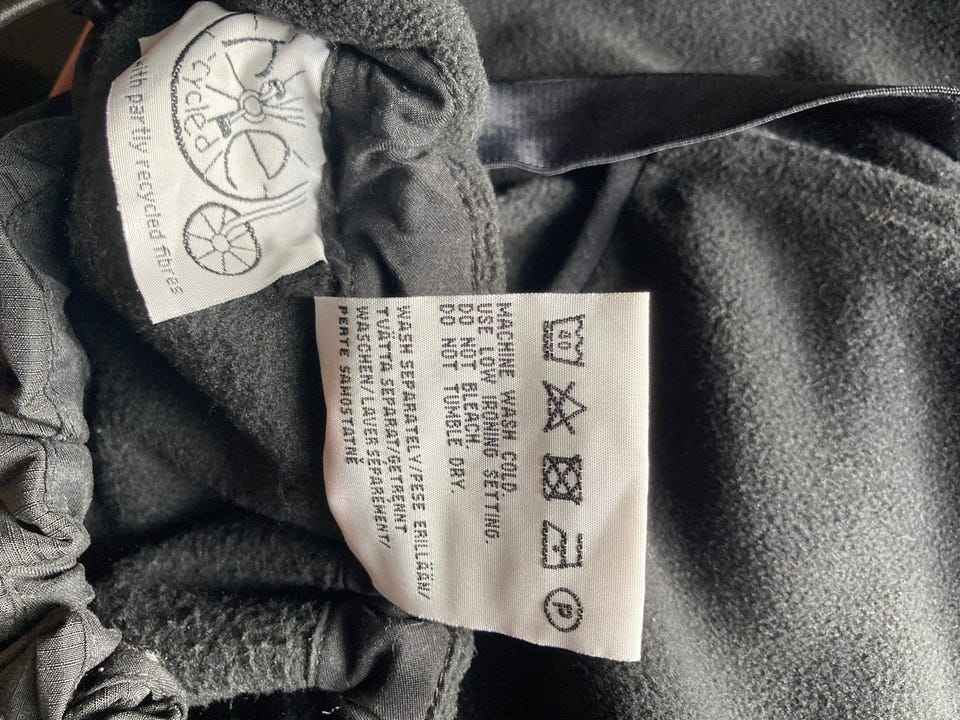 'cycled
with partly recycled fibres
40
P
MACHINE WASH COLD.
USE LOW IRONING SETTING.
DO NOT BLEACH.
DO NOT TUMBLE DRY.
WASH SEPARATELY/PESE ERILLÄÄN/
TVÄTTA SEPARAT/GETRENNT
WASCHEN/LAVER SÉPARÉMENT/
PERTE SAMOSTATNĚ